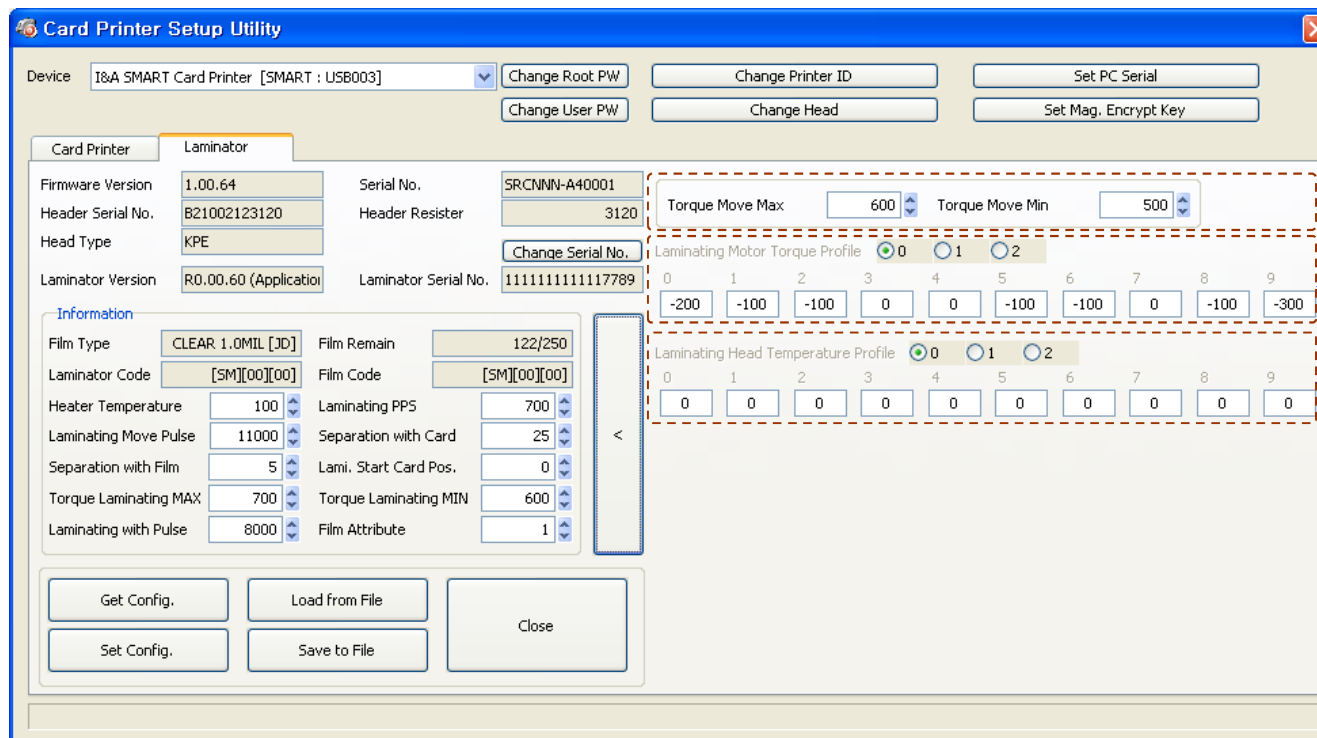 Card Printer Setup Utility
Device I&A SMART Card Printer [SMART : USB003] Change Root PW Change Printer ID Set PC Serial
Change User PW Change Head Set Mag. Encrypt Key
Card Printer Laminator
Firmware Version 1.00.64 Serial No. SRCNNN-A40001
Header Serial No. B21002123120 Header Resister 3120
Head Type KPE
Change Serial No.
Laminator Version R0.00.60 (Applicatio Laminator Serial No. 1111111111117789
Torque Move Max 600 Torque Move Min 500
Laminating Motor Torque Profile 0 1 2
0 1 2 3 4 5 6 7 8 9
-200 -100 -100 0 0 -100 -100 0 -100 -300
Laminating Head Temperature Profile 0 1 2
0 1 2 3 4 5 6 7 8 9
0 0 0 0 0 0 0 0 0 0
Information
Film Type CLEAR 1.0MIL [JD] Film Remain 122/250
Laminator Code [SM][00][00] Film Code [SM][00][00]
Heater Temperature 100 Laminating PPS 700
Laminating Move Pulse 11000 Separation with Card 25
Separation with Film 5 Lami. Start Card Pos. 0
Torque Laminating MAX 700 Torque Laminating MIN 600
Laminating with Pulse 8000 Film Attribute 1
<
Get Config. Load from File
Close
Set Config. Save to File